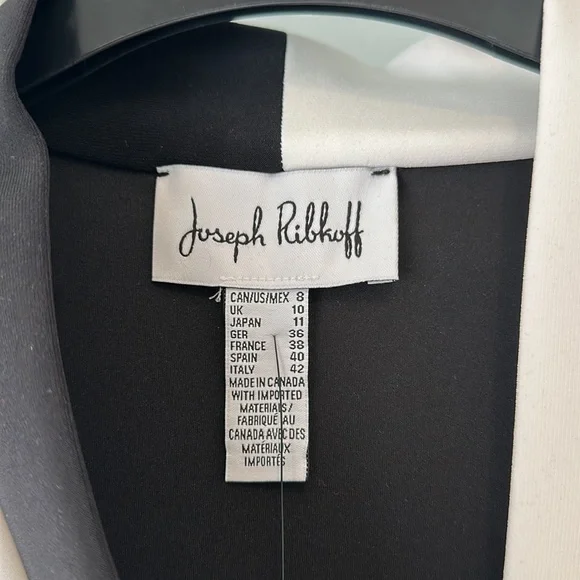 Joseph Ribkoff
CAN/US/MEX 8
UK 10
JAPAN 11
GER 36
FRANCE 38
SPAIN 40
ITALY 42
MADE IN CANADA
WITH IMPORTED
MATERIALS/
FABRIQUÉ AU
CANADA AVEC DES
MATÉRIAUX
IMPORTÉS